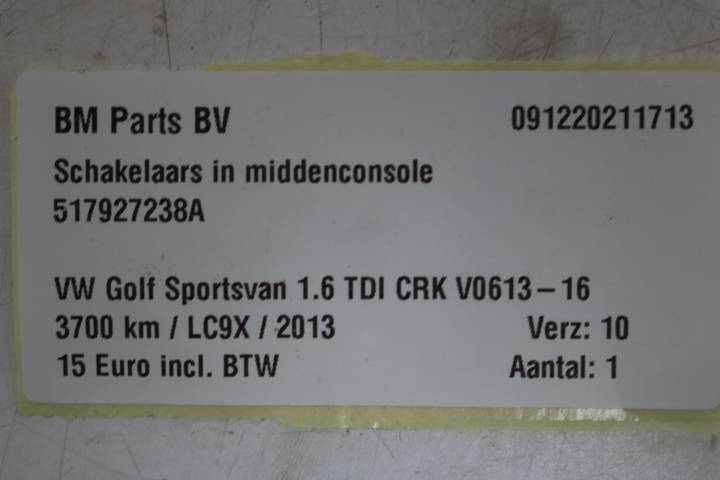 BM Parts BV 091220211713
Schakelaars in middenconsole
517927238A
VW Golf Sportsvan 1.6 TDI CRK V0613-16
3700 km / LC9X / 2013 Verz: 10
15 Euro incl. BTW Aantal: 1